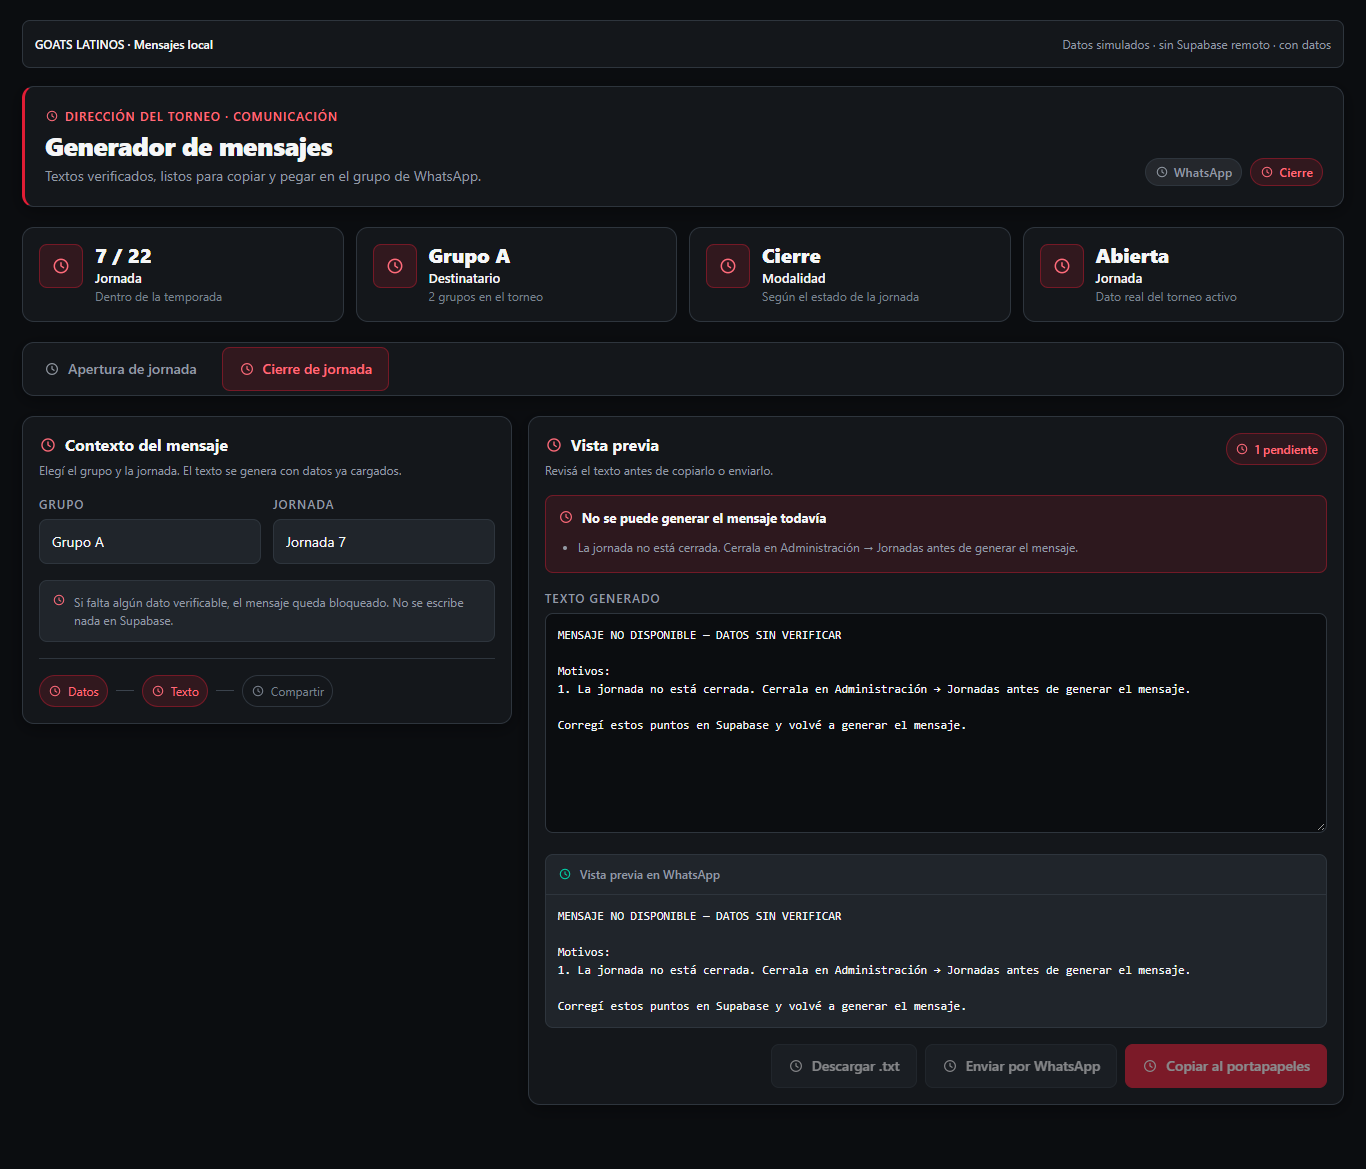 GOATS LATINOS · Mensajes local
Datos simulados · sin Supabase remoto · con datos
DIRECCIÓN DEL TORNEO · COMUNICACIÓN
Generador de mensajes
Textos verificados, listos para copiar y pegar en el grupo de WhatsApp.
WhatsApp
Cierre
7 / 22
Jornada
Dentro de la temporada
Grupo A
Destinatario
2 grupos en el torneo
Cierre
Modalidad
Según el estado de la jornada
Abierta
Jornada
Dato real del torneo activo
Apertura de jornada
Cierre de jornada
Contexto del mensaje
Elegí el grupo y la jornada. El texto se genera con datos ya cargados.
GRUPO
JORNADA
Grupo A
Jornada 7
Si falta algún dato verificable, el mensaje queda bloqueado. No se escribe
nada en Supabase.
Datos
Texto
Compartir
Vista previa
1 pendiente
Revisá el texto antes de copiarlo o enviarlo.
No se puede generar el mensaje todavía
• La jornada no está cerrada. Cerrala en Administración → Jornadas antes de generar el mensaje.
TEXTO GENERADO
MENSAJE NO DISPONIBLE — DATOS SIN VERIFICAR
Motivos:
1. La jornada no está cerrada. Cerrala en Administración → Jornadas antes de generar el mensaje.
Corregí estos puntos en Supabase y volvé a generar el mensaje.
Vista previa en WhatsApp
MENSAJE NO DISPONIBLE — DATOS SIN VERIFICAR
Motivos:
1. La jornada no está cerrada. Cerrala en Administración → Jornadas antes de generar el mensaje.
Corregí estos puntos en Supabase y volvé a generar el mensaje.
Descargar .txt
Enviar por WhatsApp
Copiar al portapapeles